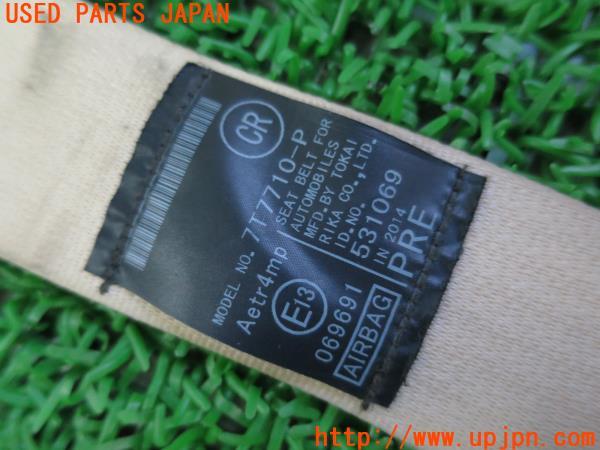 USED PARTS JAPAN
CR
MODEL NO. 7T7710-P
Aetr4mp SEAT BELT FOR
AUTOMOBILES
E13 MFD. BY TOKAI
RIKA CO., LTD.
069691 ID.NO.
531069
AIRBAG IN 2014
PRE
http://www.upjpn.com